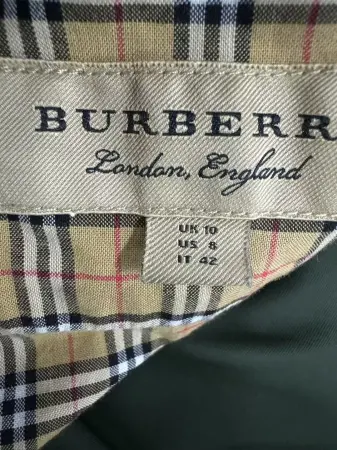 BURBERR
London, England
UK 10
US 8
IT 42